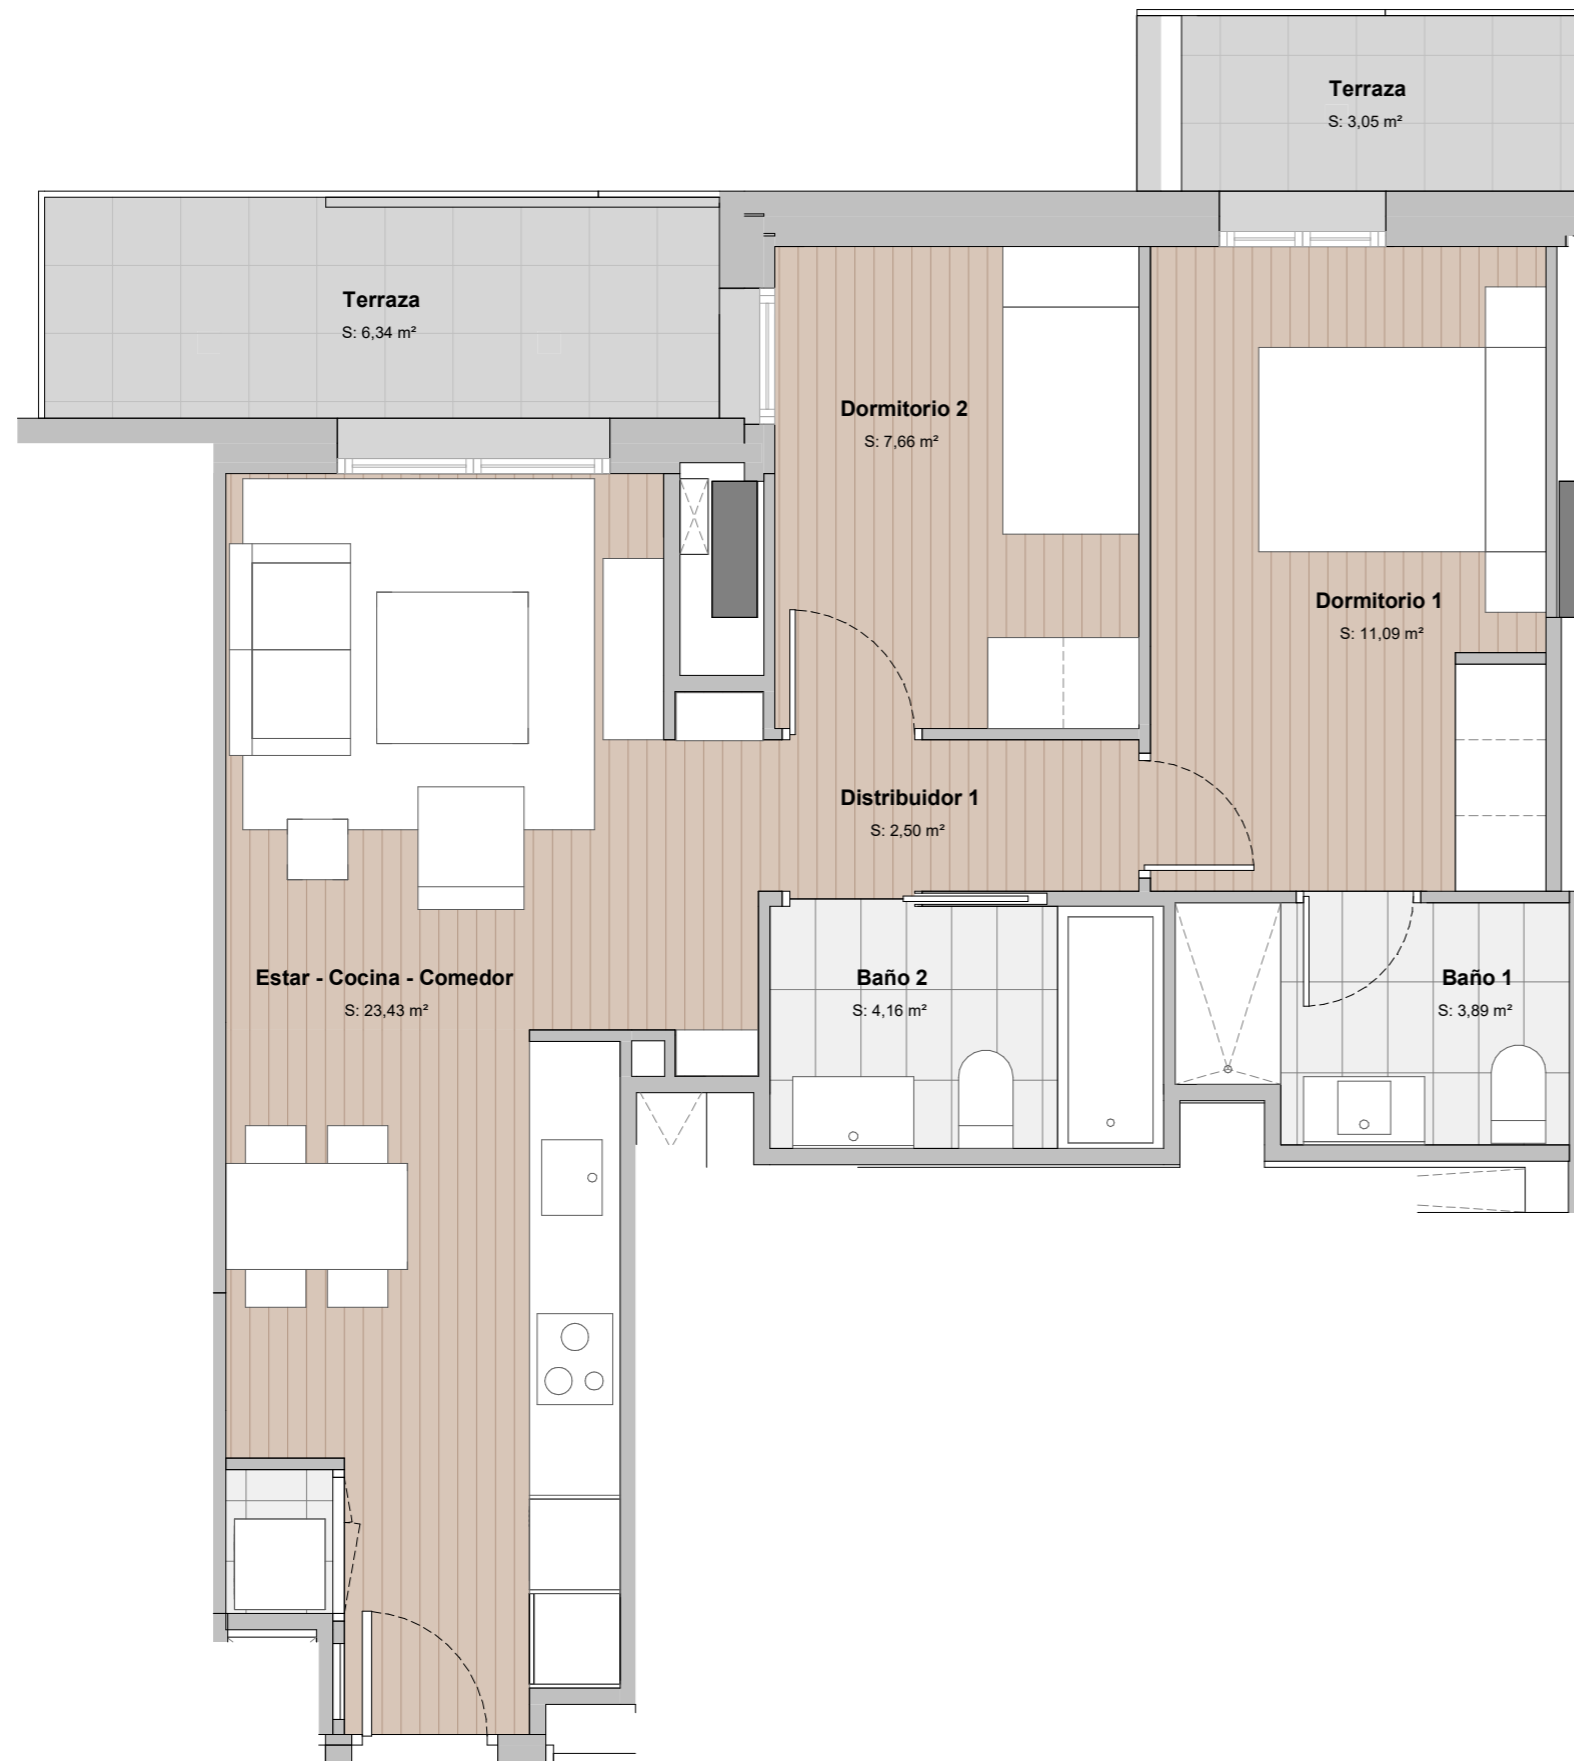 Terraza
S: 3,05 m²
Terraza
S: 6,34 m²
Dormitorio 2
S: 7,66 m²
Dormitorio 1
S: 11,09 m²
Distribuidor 1
S: 2,50 m²
Estar - Cocina - Comedor
S: 23,43 m²
Baño 2
S: 4,16 m²
Baño 1
S: 3,89 m²